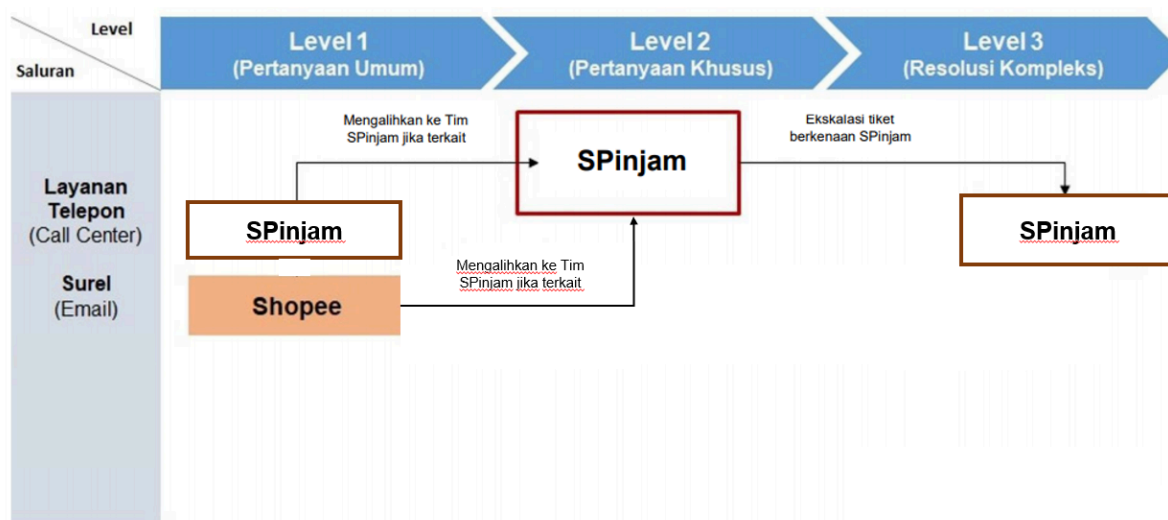 Level
Saluran
Level 1
(Pertanyaan Umum)
Level 2
(Pertanyaan Khusus)
Level 3
(Resolusi Kompleks)
Mengalihkan ke Tim
SPinjam jika terkait
SPinjam
Ekskalasi tiket
berkenaan SPinjam
Layanan
Telepon
(Call Center)
Surel
(Email)
SPinjam
SPinjam
Mengalihkan ke Tim
SPinjam jika terkait
Shopee